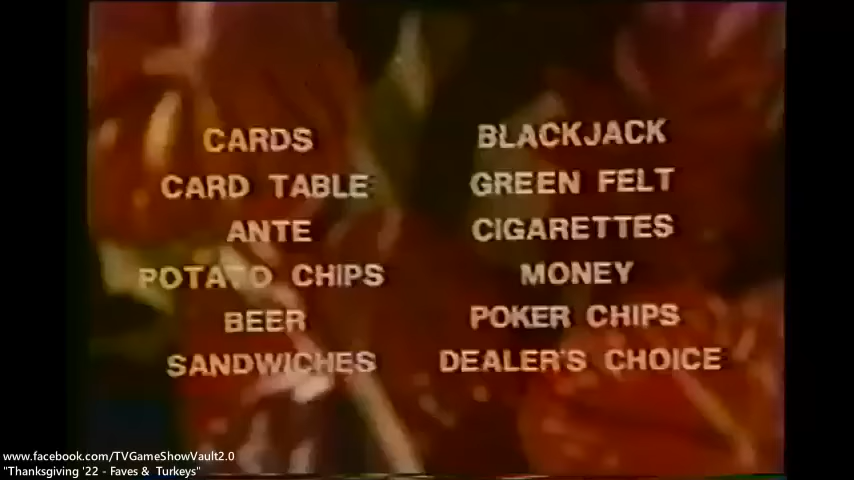 CARDS
CARD TABLE
ANTE
POTATO CHIPS
BEER
SANDWICHES
BLACKJACK
GREEN FELT
CIGARETTES
MONEY
POKER CHIPS
DEALER'S CHOICE
www.facebook.com/TVGameShowVault2.0
"Thanksgiving '22 - Faves & Turkeys"